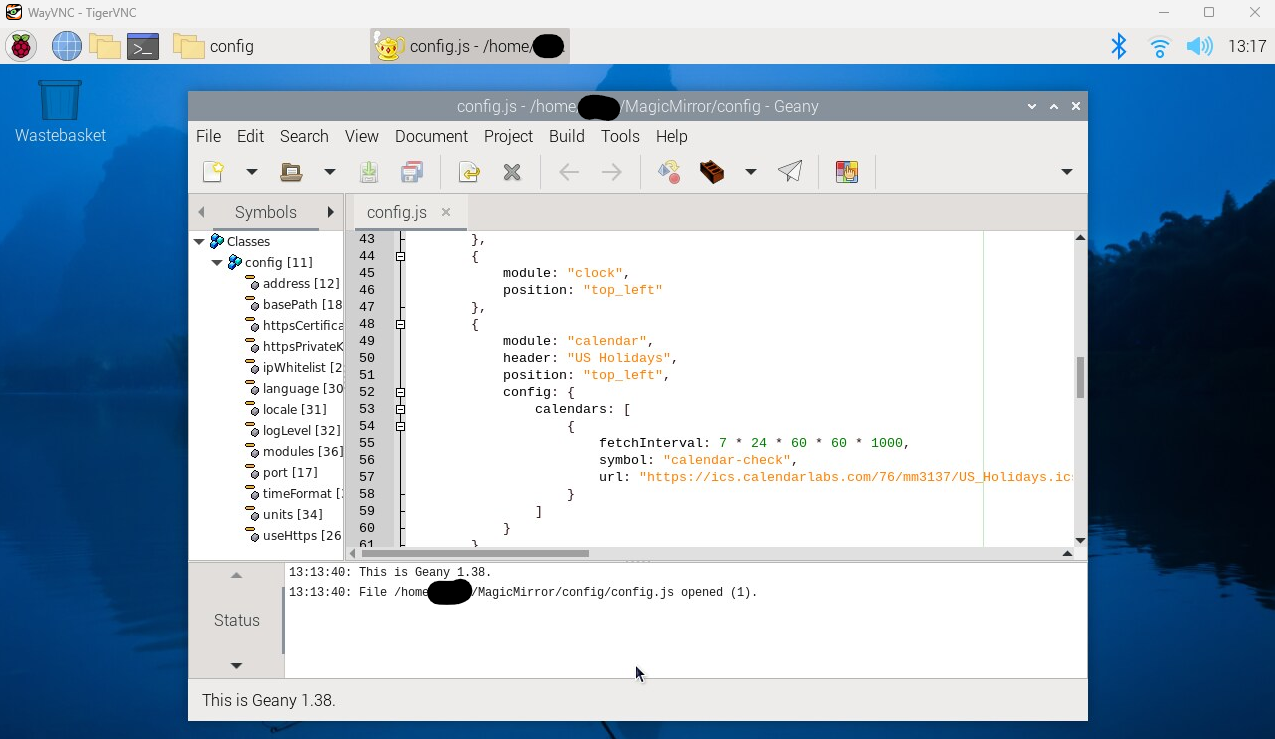 WayVNC - TigerVNC
config
config.js - /home/
13:17
Wastebasket
config.js - /home/ /MagicMirror/config - Geany
File Edit Search View Document Project Build Tools Help
Symbols
config.js
Classes
config [11]
address [12]
basePath [18
httpsCertifica
httpsPrivateK
ipWhitelist [2
language [30
locale [31]
logLevel [32]
modules [36]
port [17]
timeFormat [
units [34]
useHttps [26
43 },
44 {
45 module: "clock",
46 position: "top_left"
47 },
48 {
49 module: "calendar",
50 header: "US Holidays",
51 position: "top_left",
52 config: {
53 calendars: [
54 {
55 fetchInterval: 7 * 24 * 60 * 60 * 1000,
56 symbol: "calendar-check",
57 url: "https://ics.calendarlabs.com/76/mm3137/US_Holidays.ics
58 }
59 ]
60 }
61 }
Status
13:13:40: This is Geany 1.38.
13:13:40: File /home /MagicMirror/config/config.js opened (1).
This is Geany 1.38.